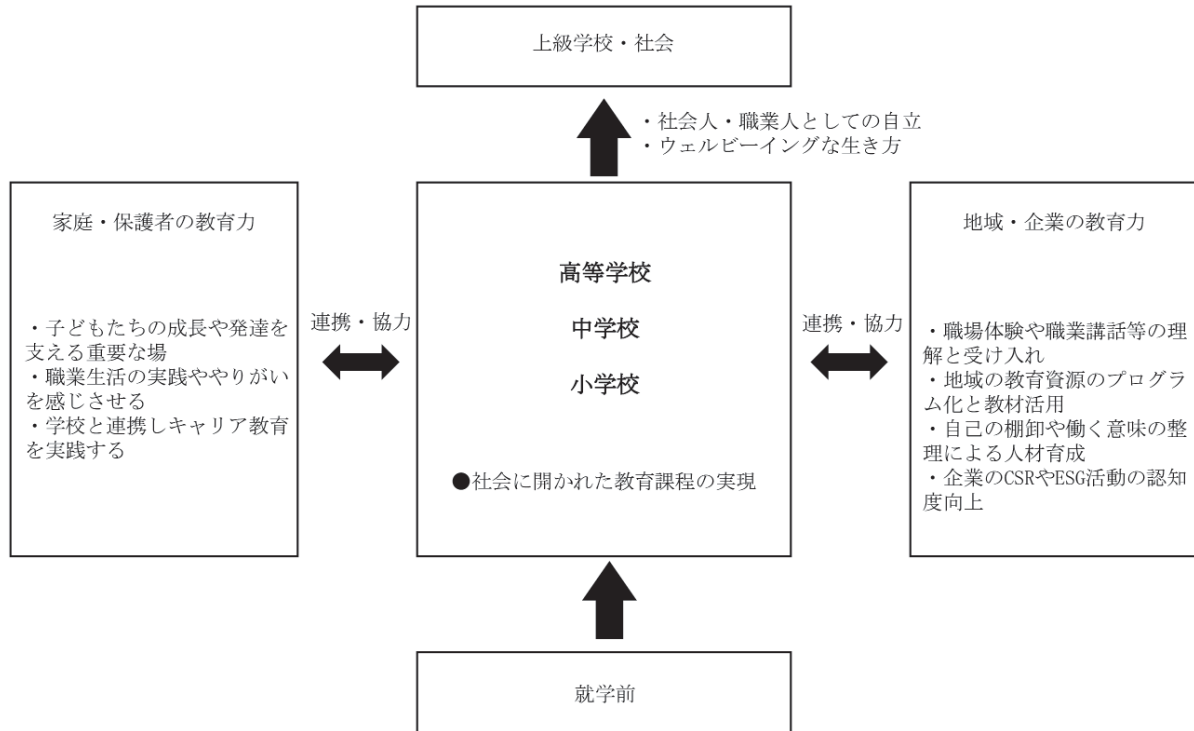 上級学校・社会
・社会人・職業人としての自立
・ウェルビーイングな生き方
家庭・保護者の教育力
・子どもたちの成長や発達を
支える重要な場
・職業生活の実践ややりがい
を感じさせる
・学校と連携しキャリア教育
を実践する
連携・協力
高等学校
中学校
小学校
●社会に開かれた教育課程の実現
連携・協力
地域・企業の教育力
・職場体験や職業講話等の理
解と受け入れ
・地域の教育資源のプログラ
ム化と教材活用
・自己の棚卸や働く意味の整
理による人材育成
・企業のCSRやESG活動の認知
度向上
就学前